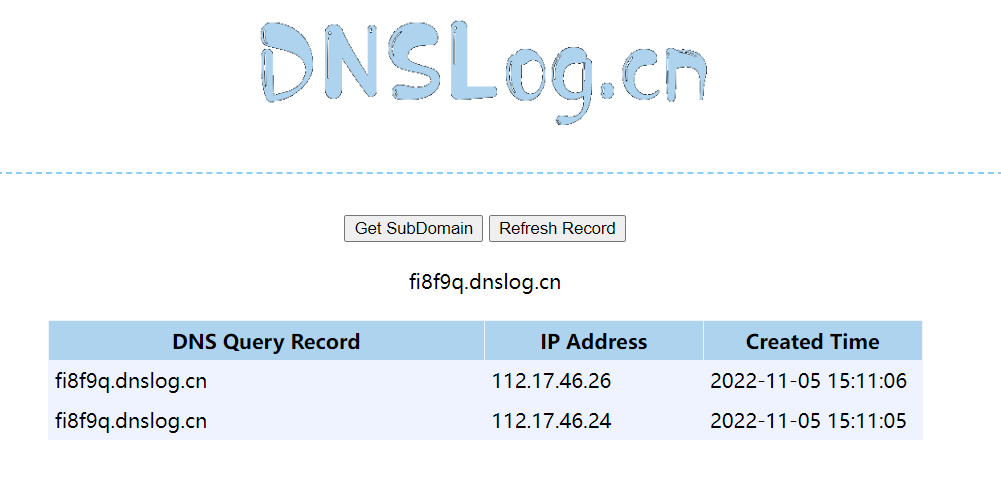 DNSLog.cn
Get SubDomain Refresh Record
fi8f9q.dnslog.cn
DNS Query Record IP Address Created Time
fi8f9q.dnslog.cn 112.17.46.26 2022-11-05 15:11:06
fi8f9q.dnslog.cn 112.17.46.24 2022-11-05 15:11:05